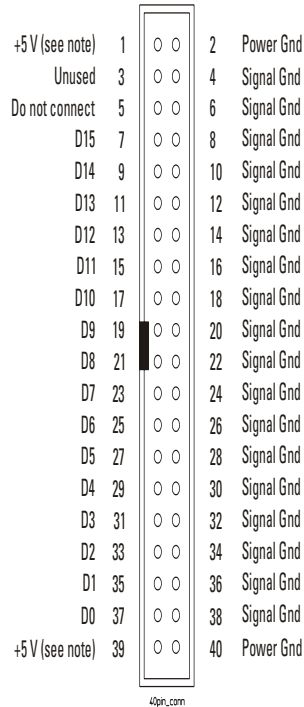 +5 V (see note) 1 2 Power Gnd
Unused 3 4 Signal Gnd
Do not connect 5 6 Signal Gnd
D15 7 8 Signal Gnd
D14 9 10 Signal Gnd
D13 11 12 Signal Gnd
D12 13 14 Signal Gnd
D11 15 16 Signal Gnd
D10 17 18 Signal Gnd
D9 19 20 Signal Gnd
D8 21 22 Signal Gnd
D7 23 24 Signal Gnd
D6 25 26 Signal Gnd
D5 27 28 Signal Gnd
D4 29 30 Signal Gnd
D3 31 32 Signal Gnd
D2 33 34 Signal Gnd
D1 35 36 Signal Gnd
D0 37 38 Signal Gnd
+5 V (see note) 39 40 Power Gnd
40pin_conn